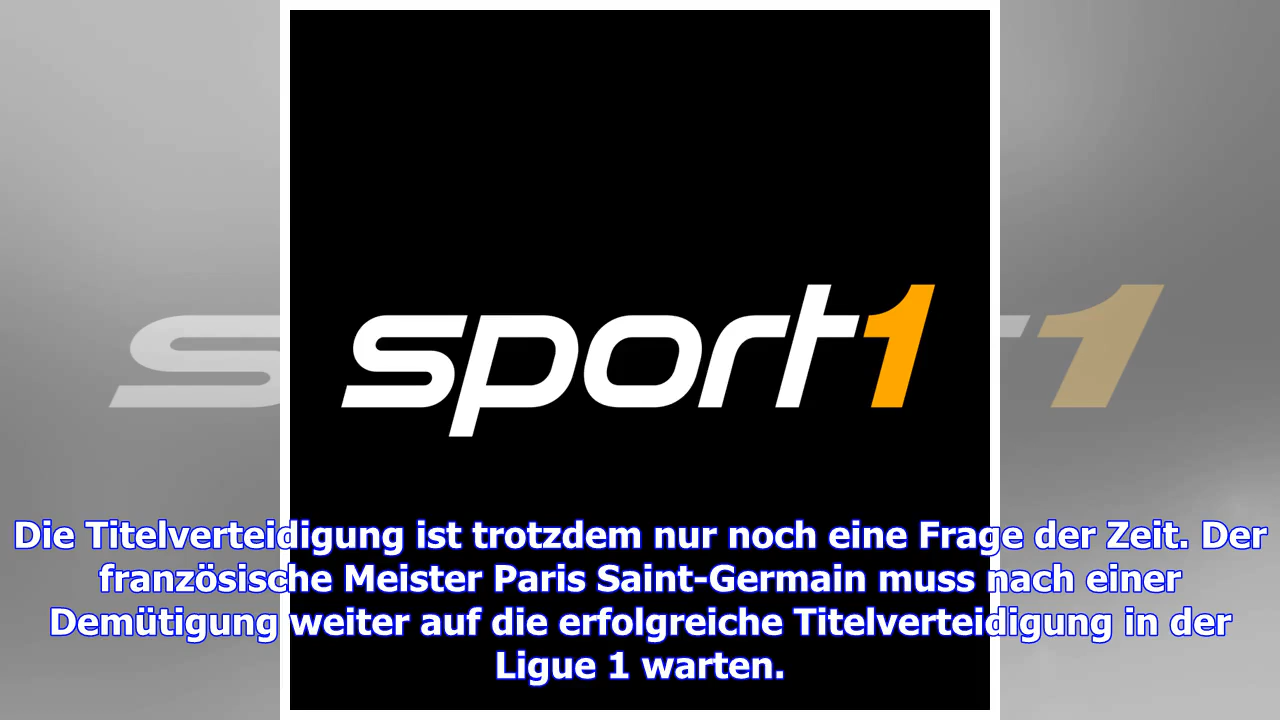 sport1
Die Titelverteidigung ist trotzdem nur noch eine Frage der Zeit. Der
französische Meister Paris Saint-Germain muss nach einer
Demütigung weiter auf die erfolgreiche Titelverteidigung in der
Ligue 1 warten.